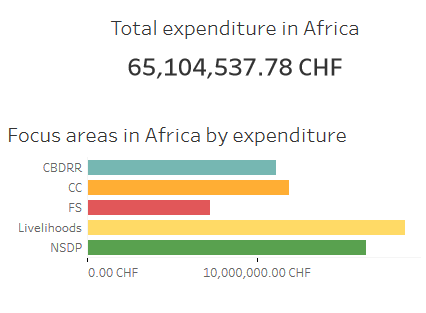 Total expenditure in Africa
65,104,537.78 CHF
Focus areas in Africa by expenditure
CBDRR
CC
FS
Livelihoods
NSDP
0.00 CHF 10,000,000.00 CHF